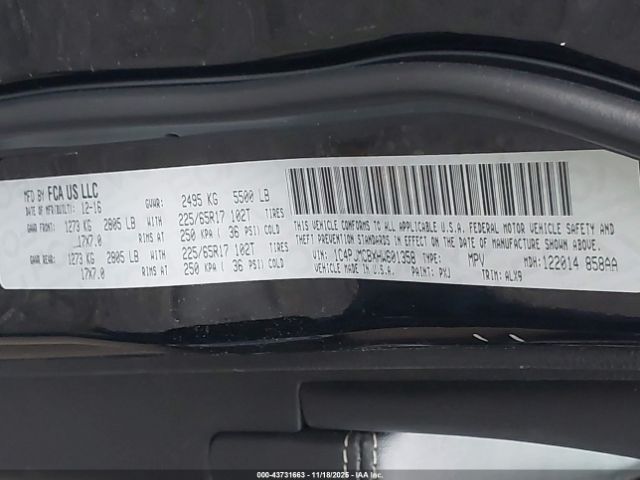 MFD BY FCA US LLC
DATE OF MFR/BUILT: 12-16
GVWR: 2495 KG 5500 LB
GAWR FRONT: 1273 KG 2805 LB WITH 225/65R17 102T TIRES
17X7.0 RIMS AT 250 KPA ( 36 PSI) COLD
GAWR REAR: 1273 KG 2805 LB WITH 225/65R17 102T TIRES
17X7.0 RIMS AT 250 KPA ( 36 PSI) COLD
THIS VEHICLE CONFORMS TO ALL APPLICABLE U.S.A. FEDERAL MOTOR VEHICLE SAFETY, BUMPER AND
THEFT PREVENTION STANDARDS IN EFFECT ON THE DATE OF MANUFACTURE SHOWN ABOVE.
VIN: 1C4PJMCBXHW601358 TYPE: MPV MDH: 122014 858AA
VEHICLE MADE IN U.S.A. PAINT: PXJ TRIM: ALX9
000-43731663 - 11/18/2025 - IAA Inc.